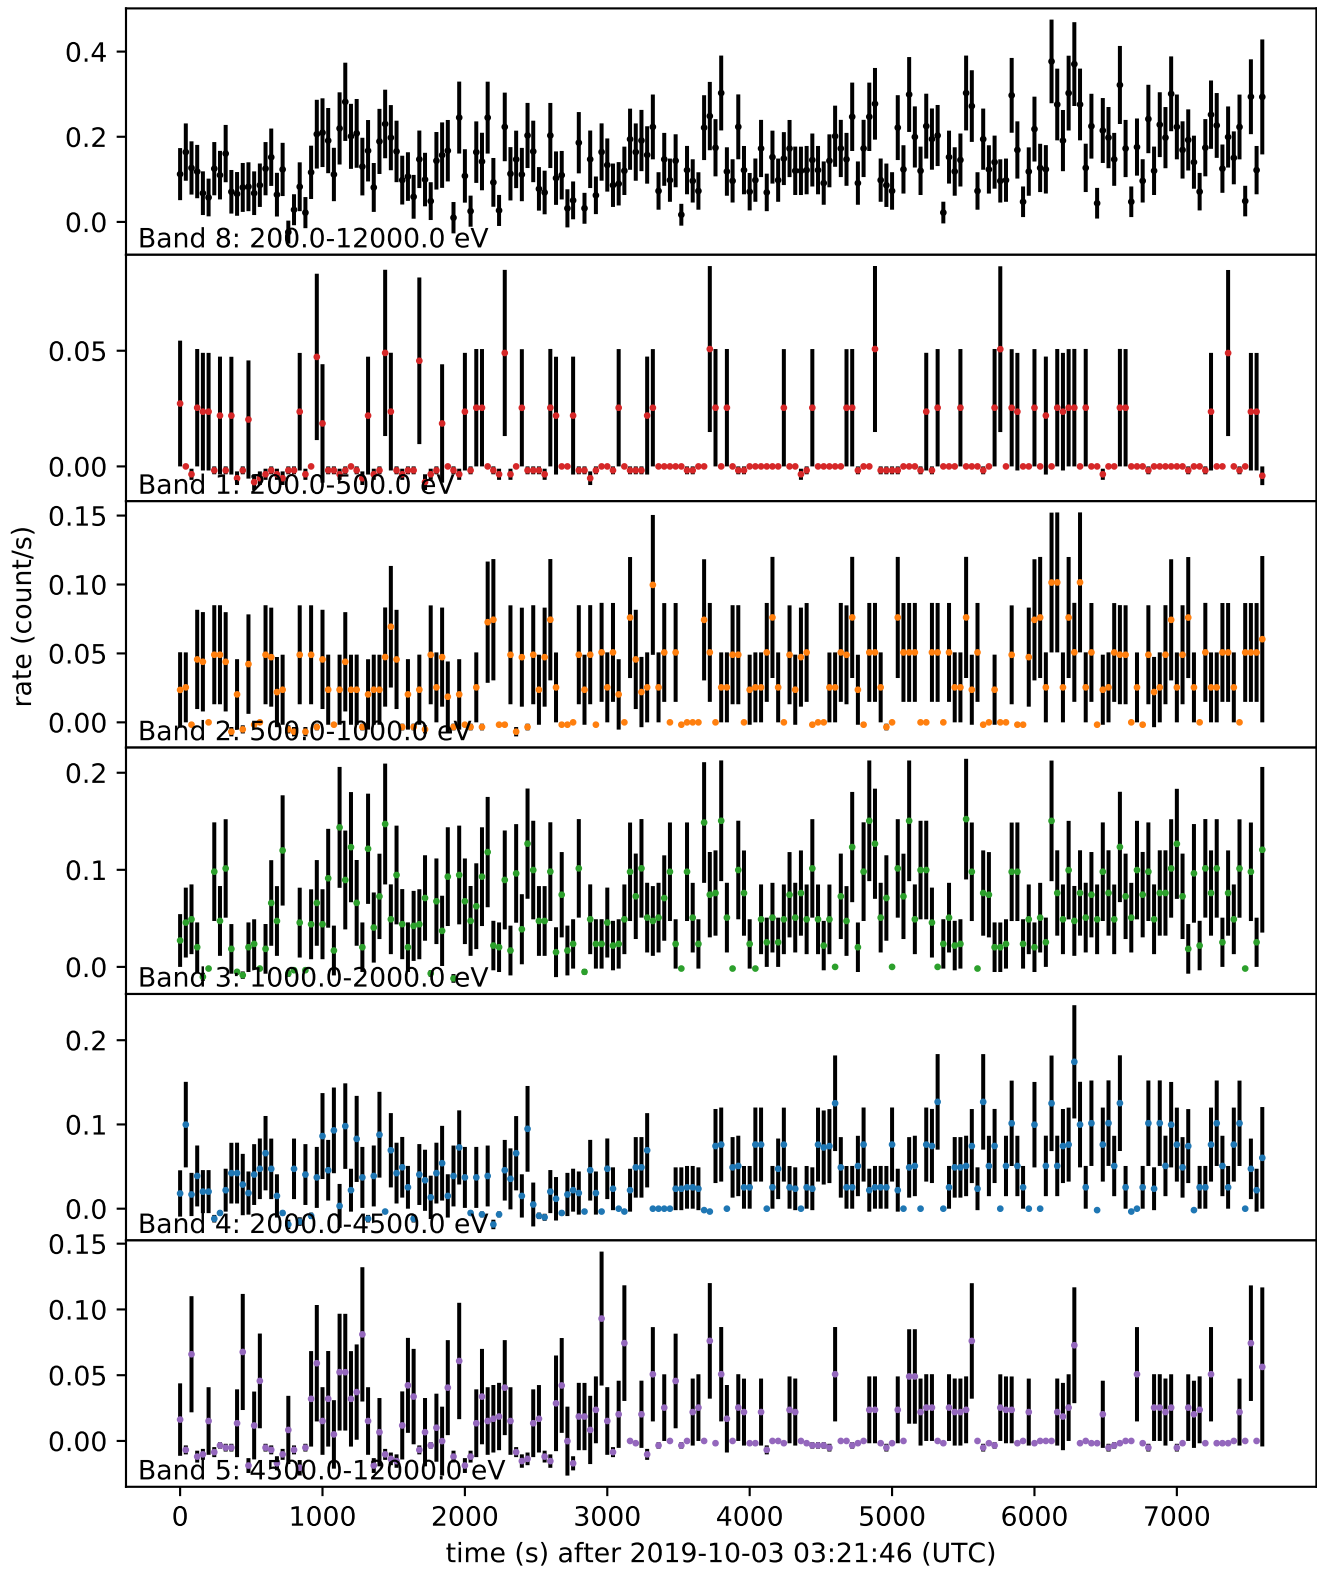 0.4
0.2
0.0
Band 8: 200.0-12000.0 eV
0.05
0.00
Band 1: 200.0-500.0 eV
0.15
0.10
0.05
0.00
Band 2: 500.0-1000.0 eV
rate (count/s)
0.2
0.1
0.0
Band 3: 1000.0-2000.0 eV
0.2
0.1
0.0
Band 4: 2000.0-4500.0 eV
0.15
0.10
0.05
0.00
Band 5: 4500.0-12000.0 eV
0 1000 2000 3000 4000 5000 6000 7000
time (s) after 2019-10-03 03:21:46 (UTC)